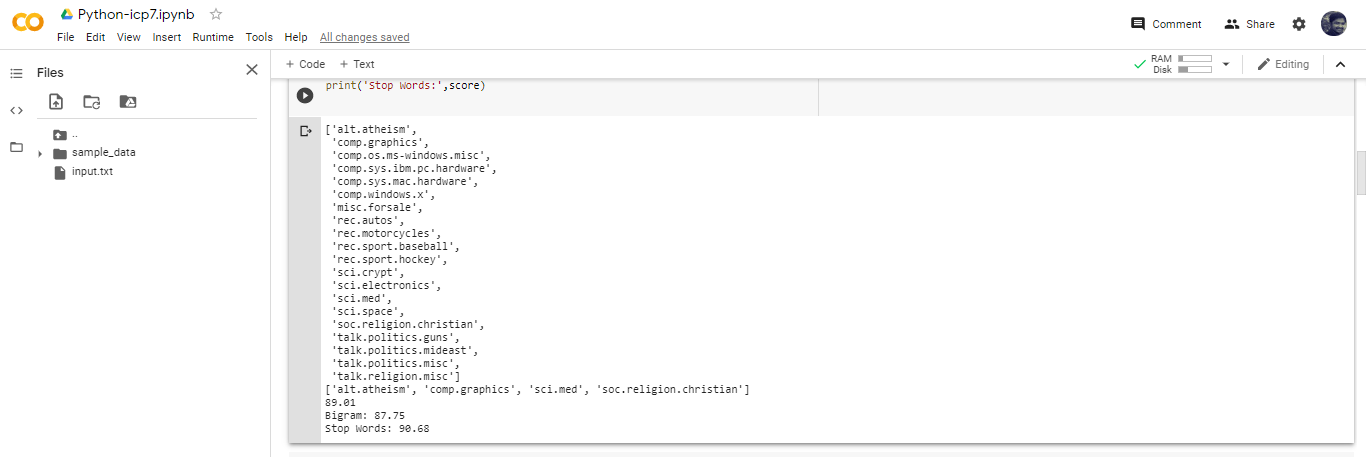 CO Python-icp7.ipynb
File Edit View Insert Runtime Tools Help All changes saved
Comment Share
Files
+ Code + Text
RAM
Disk
Editing
..
sample_data
input.txt
print('Stop Words:',score)
['alt.atheism',
'comp.graphics',
'comp.os.ms-windows.misc',
'comp.sys.ibm.pc.hardware',
'comp.sys.mac.hardware',
'comp.windows.x',
'misc.forsale',
'rec.autos',
'rec.motorcycles',
'rec.sport.baseball',
'rec.sport.hockey',
'sci.crypt',
'sci.electronics',
'sci.med',
'sci.space',
'soc.religion.christian',
'talk.politics.guns',
'talk.politics.mideast',
'talk.politics.misc',
'talk.religion.misc']
['alt.atheism', 'comp.graphics', 'sci.med', 'soc.religion.christian']
89.01
Bigram: 87.75
Stop Words: 90.68